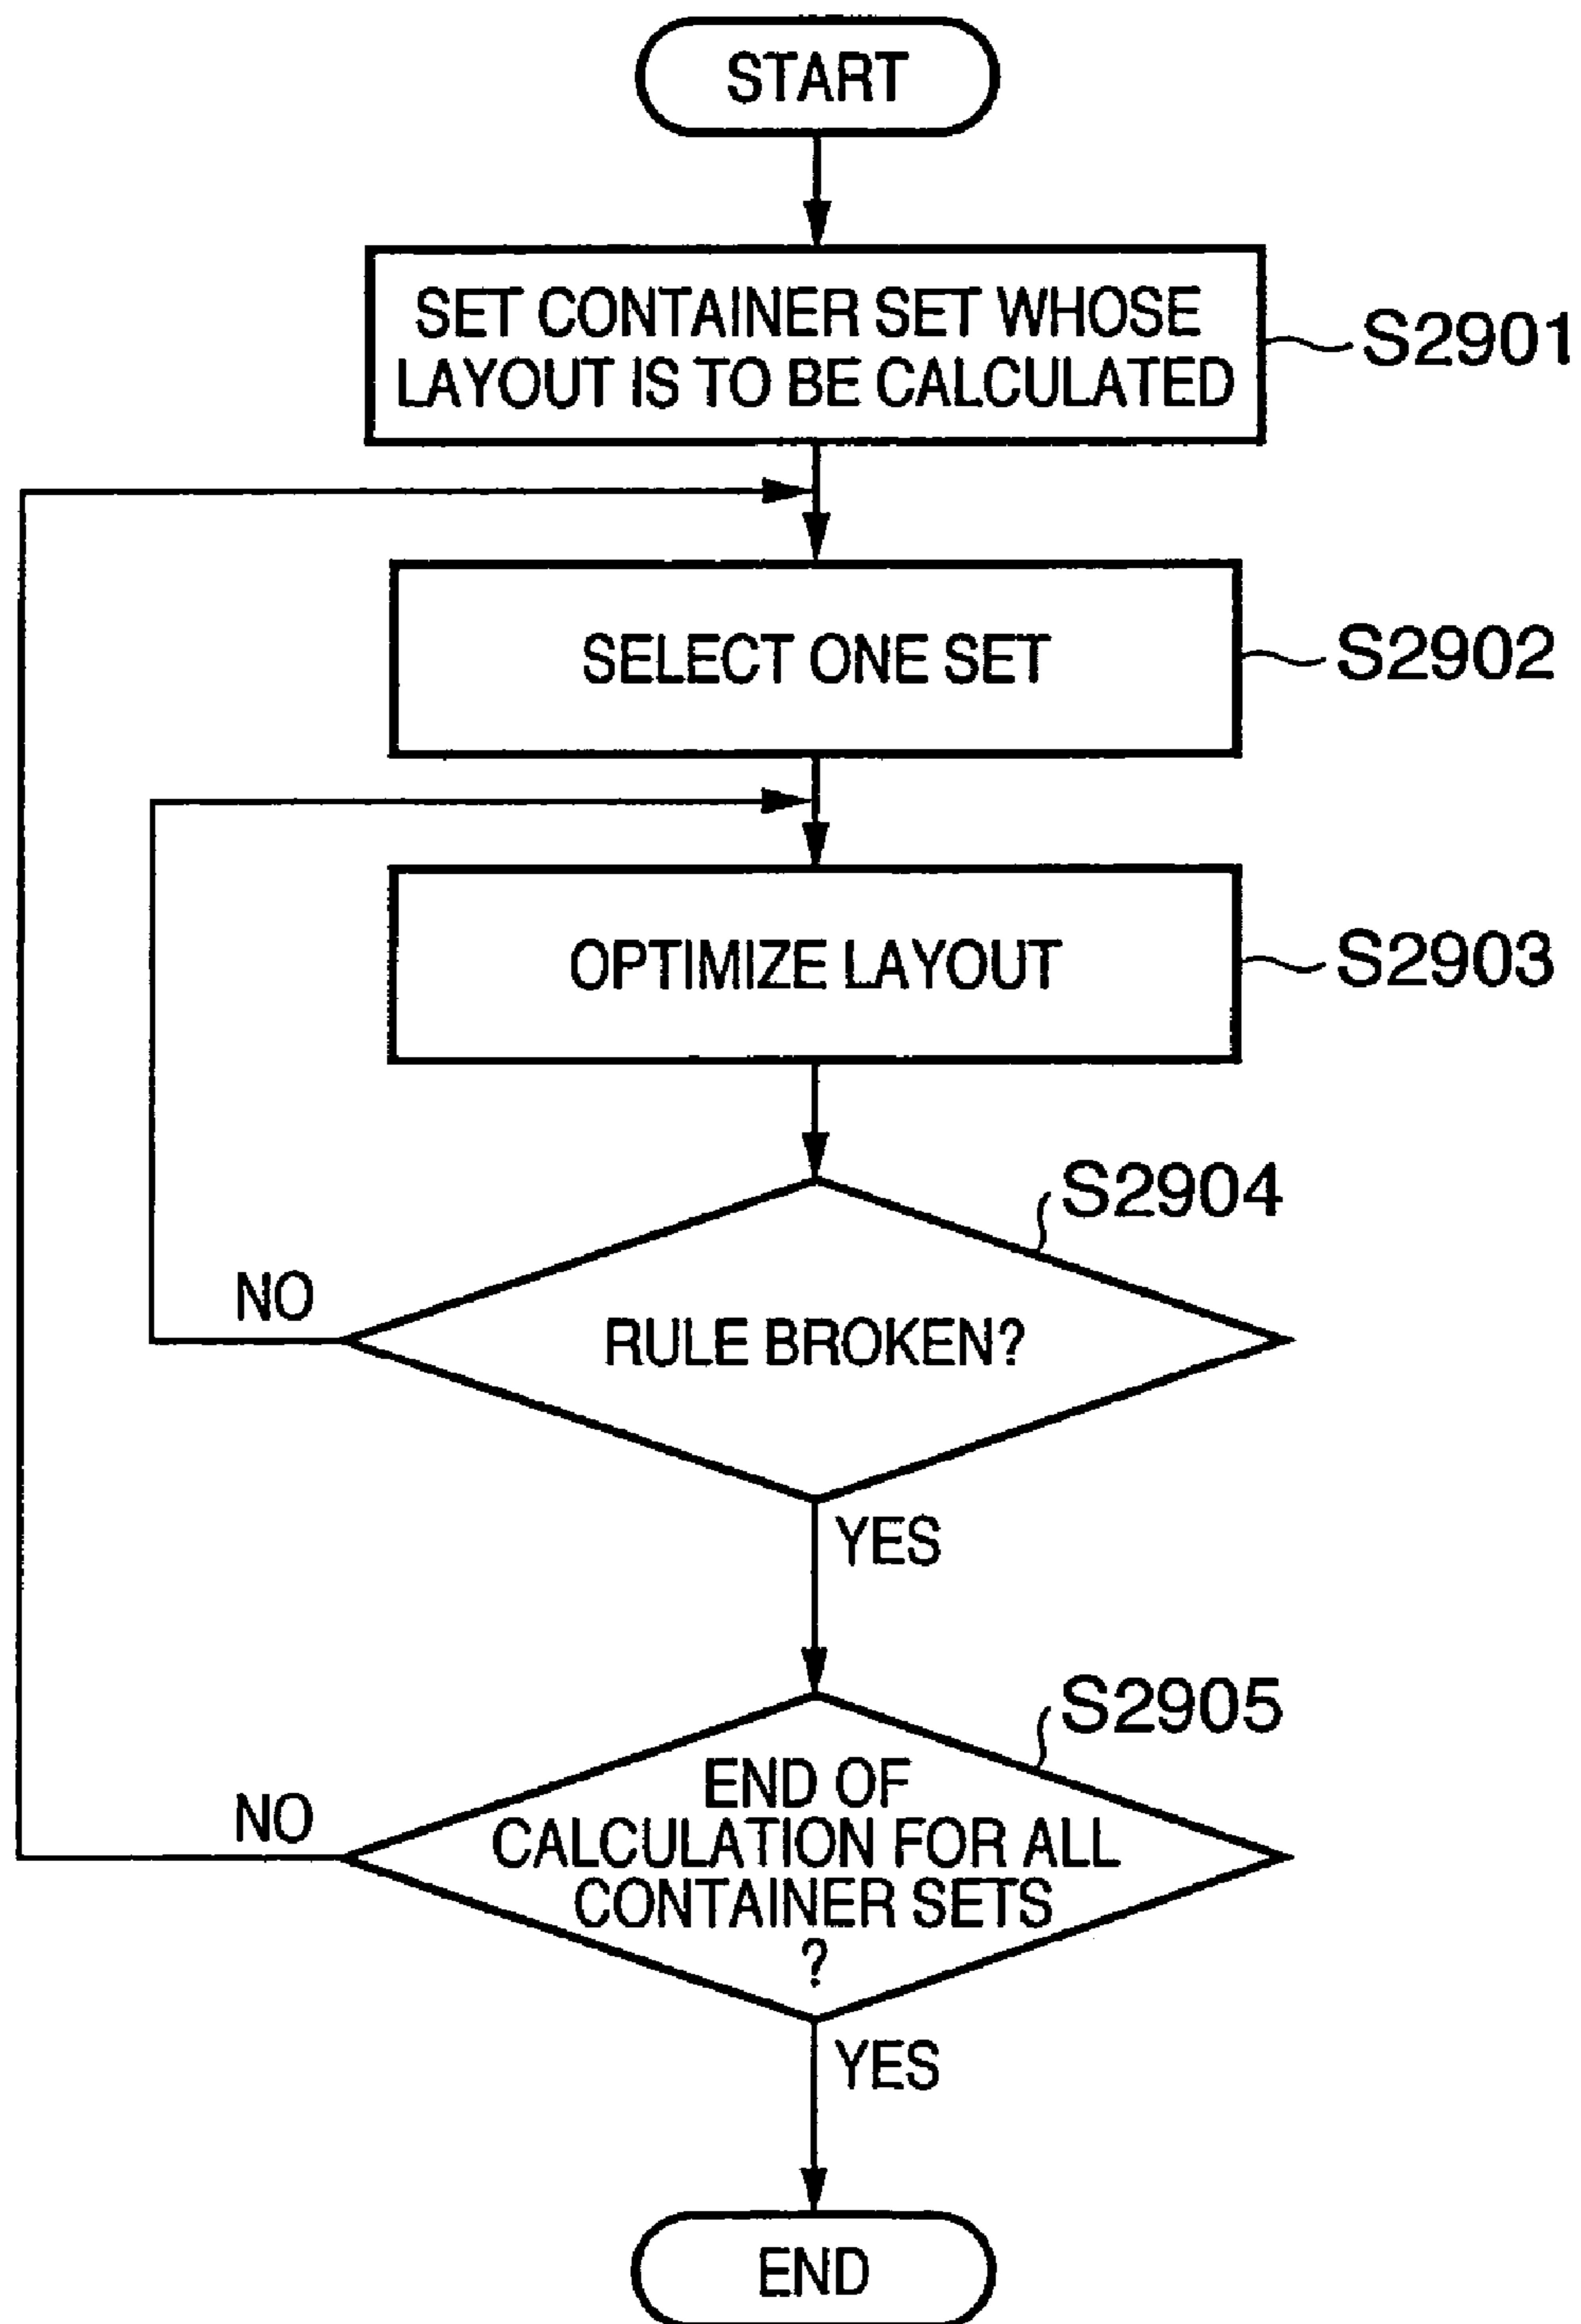 START
SET CONTAINER SET WHOSE
LAYOUT IS TO BE CALCULATED
S2901
SELECT ONE SET
S2902
OPTIMIZE LAYOUT
S2903
S2904
NO
RULE BROKEN?
YES
S2905
NO
END OF
CALCULATION FOR ALL
CONTAINER SETS
?
YES
END